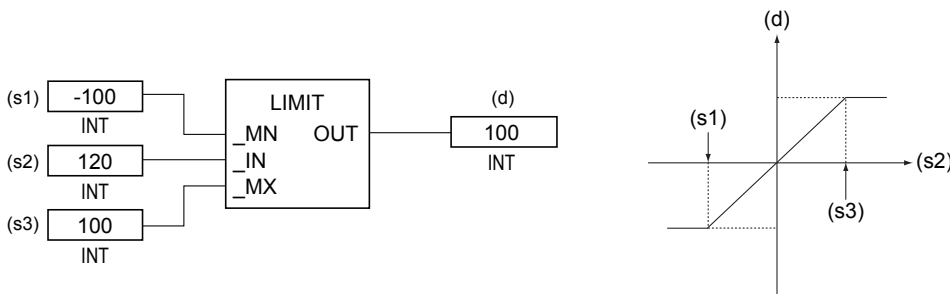 (s1) -100
INT
(s2) 120
INT
(s3) 100
INT
LIMIT
_MN OUT
_IN
_MX
(d)
100
INT
(d)
(s1)
(s2)
(s3)